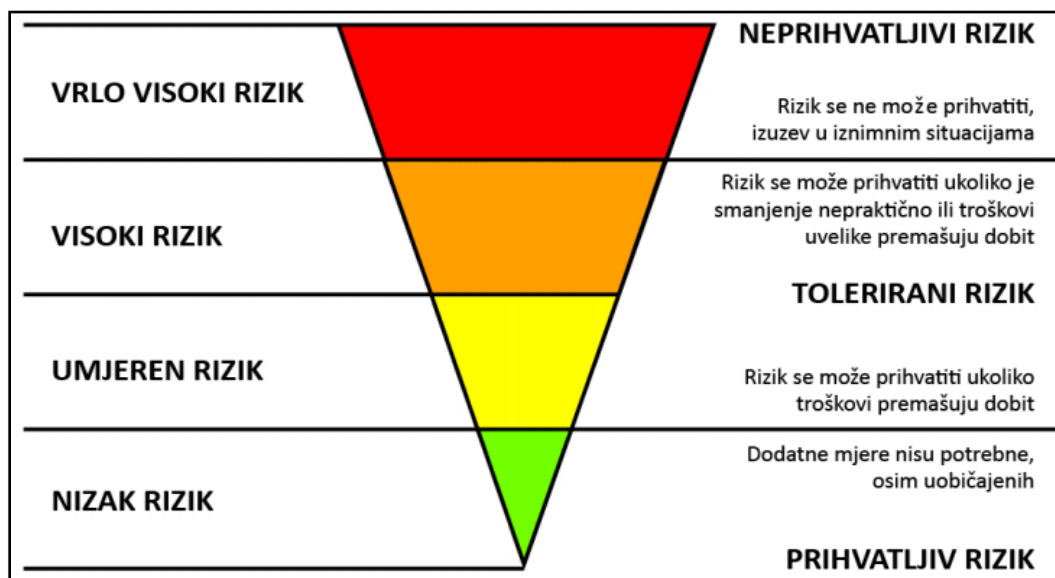 NEPRIHVATLJIVI RIZIK
VRLO VISOKI RIZIK
Rizik se ne može prihvatiti,
izuzev u iznimnim situacijama
VISOKI RIZIK
Rizik se može prihvatiti ukoliko je
smanjenje nepraktično ili troškovi
uvelike premašuju dobit
TOLERIRANI RIZIK
UMJEREN RIZIK
Rizik se može prihvatiti ukoliko
troškovi premašuju dobit
NIZAK RIZIK
Dodatne mjere nisu potrebne,
osim uobičajenih
PRIHVATLJIV RIZIK